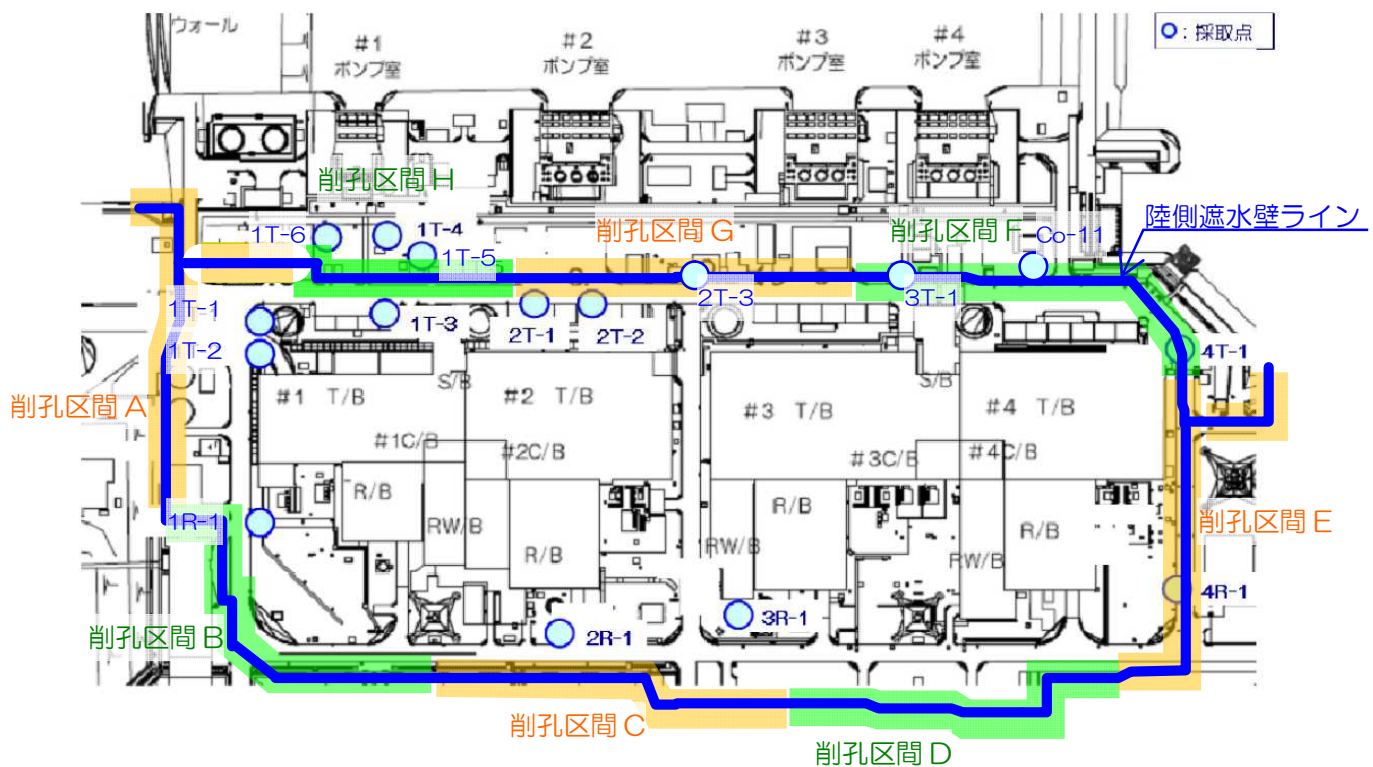 ウォール
#1
ポンプ室
#2
ポンプ室
#3
ポンプ室
#4
ポンプ室
：採取点
削孔区間 H
1T-6
1T-4
1T-5
削孔区間 G
削孔区間 F
Co-11
陸側遮水壁ライン
1T-1
1T-3
2T-1
2T-2
2T-3
3T-1
1T-2
4T-1
削孔区間 A
#1 T/B
S/B
#2 T/B
#3 T/B
S/B
#4 T/B
#1C/B
#2C/B
#3C/B
#4C/B
R/B
R/B
1R-1
RW/B
R/B
RW/B
RW/B
R/B
削孔区間 E
削孔区間 B
2R-1
3R-1
4R-1
削孔区間 C
削孔区間 D